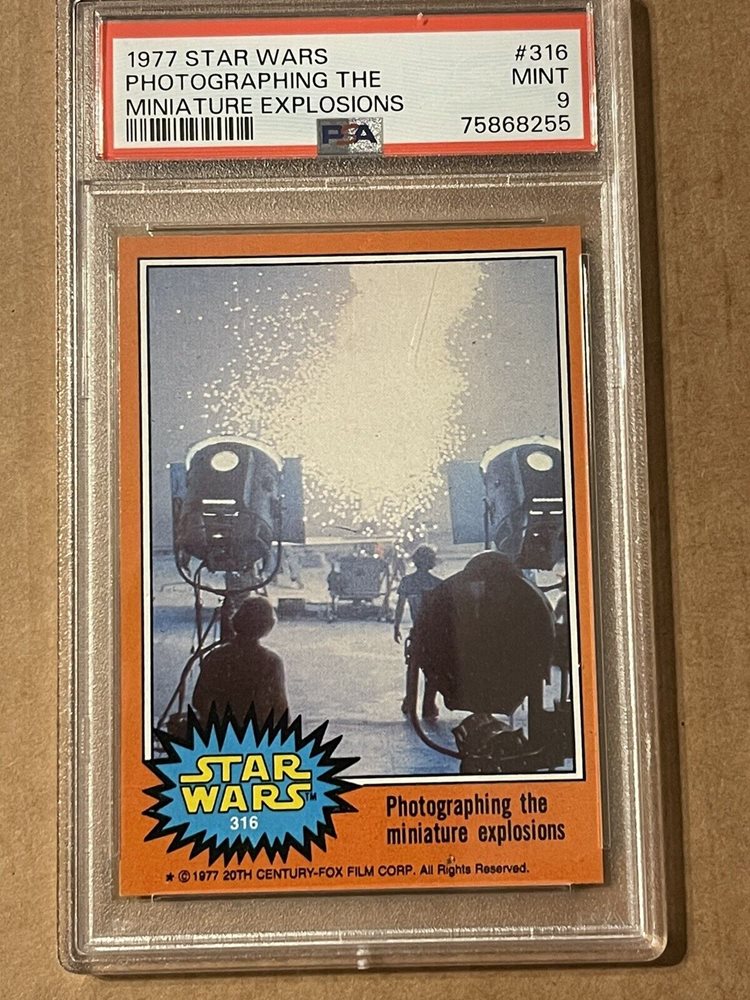 1977 STAR WARS #316
PHOTOGRAPHING THE MINT
MINIATURE EXPLOSIONS 9
PSA 75868255
STAR
WARS™
316
Photographing the
miniature explosions
★ © 1977 20TH CENTURY-FOX FILM CORP. All Rights Reserved.